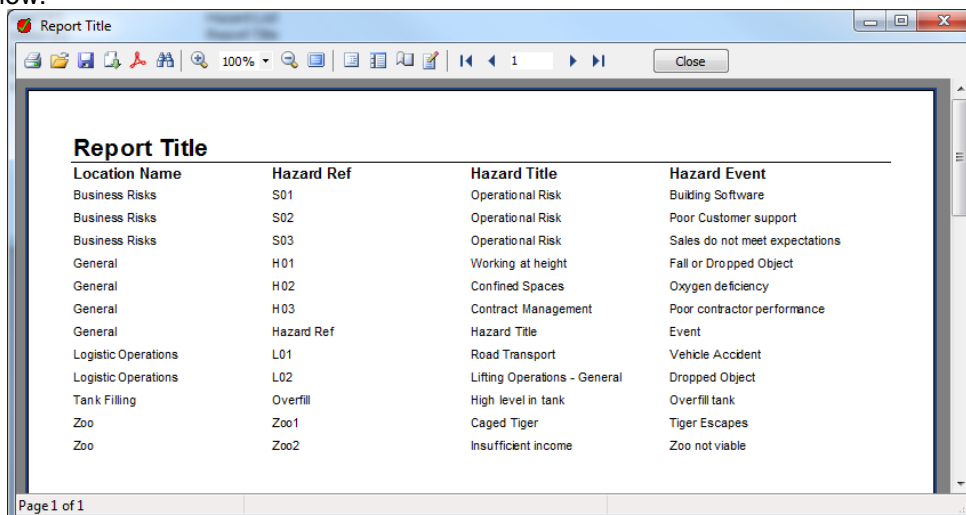 Report Title
100%
1
Close
Report Title
Location Name Hazard Ref Hazard Title Hazard Event
Business Risks S01 Operational Risk Building Software
Business Risks S02 Operational Risk Poor Customer support
Business Risks S03 Operational Risk Sales do not meet expectations
General H01 Working at height Fall or Dropped Object
General H02 Confined Spaces Oxygen deficiency
General H03 Contract Management Poor contractor performance
General Hazard Ref Hazard Title Event
Logistic Operations L01 Road Transport Vehicle Accident
Logistic Operations L02 Lifting Operations - General Dropped Object
Tank Filling Overfill High level in tank Overfill tank
Zoo Zoo1 Caged Tiger Tiger Escapes
Zoo Zoo2 Insufficient income Zoo not viable
Page 1 of 1